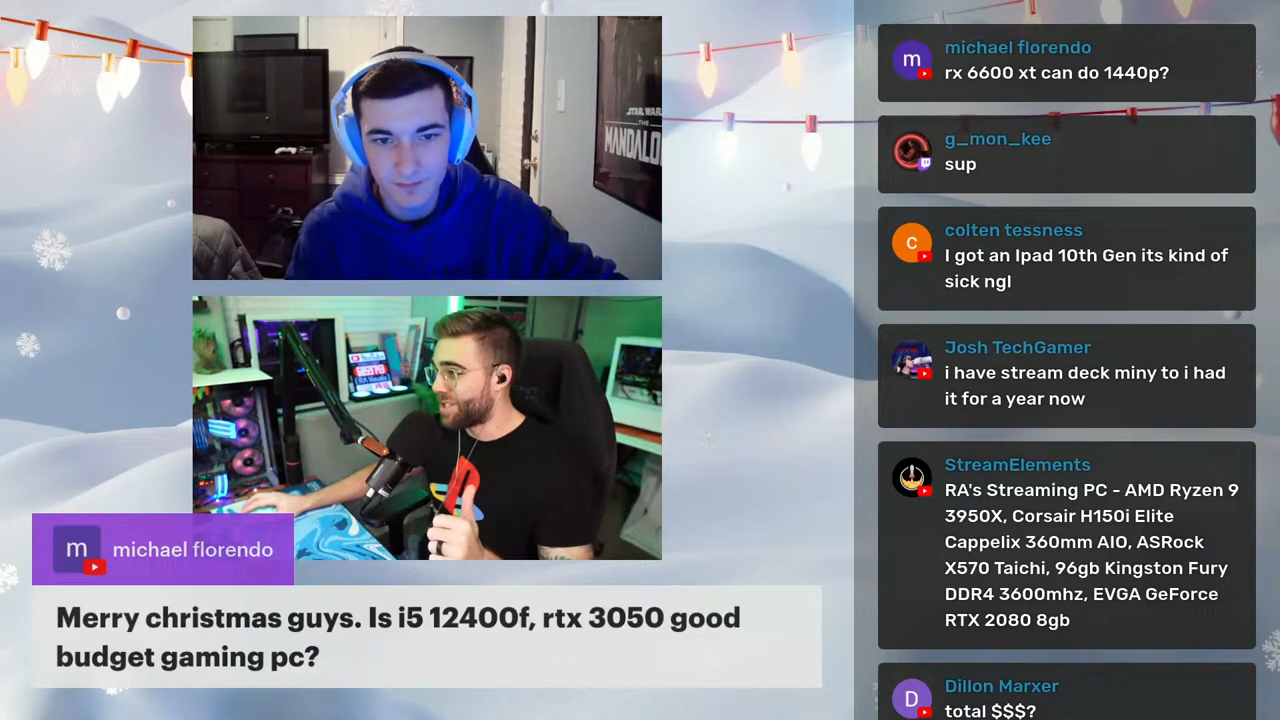 STAR WARS
THE
MANDALO
m
michael florendo
Merry christmas guys. Is i5 12400f, rtx 3050 good
budget gaming pc?
m
michael florendo
rx 6600 xt can do 1440p?
g_mon_kee
sup
C
colten tessness
I got an Ipad 10th Gen its kind of
sick ngl
Josh TechGamer
i have stream deck miny to i had
it for a year now
StreamElements
RA's Streaming PC - AMD Ryzen 9
3950X, Corsair H150i Elite
Cappelix 360mm AIO, ASRock
X570 Taichi, 96gb Kingston Fury
DDR4 3600mhz, EVGA GeForce
RTX 2080 8gb
D
Dillon Marxer
total $$$?